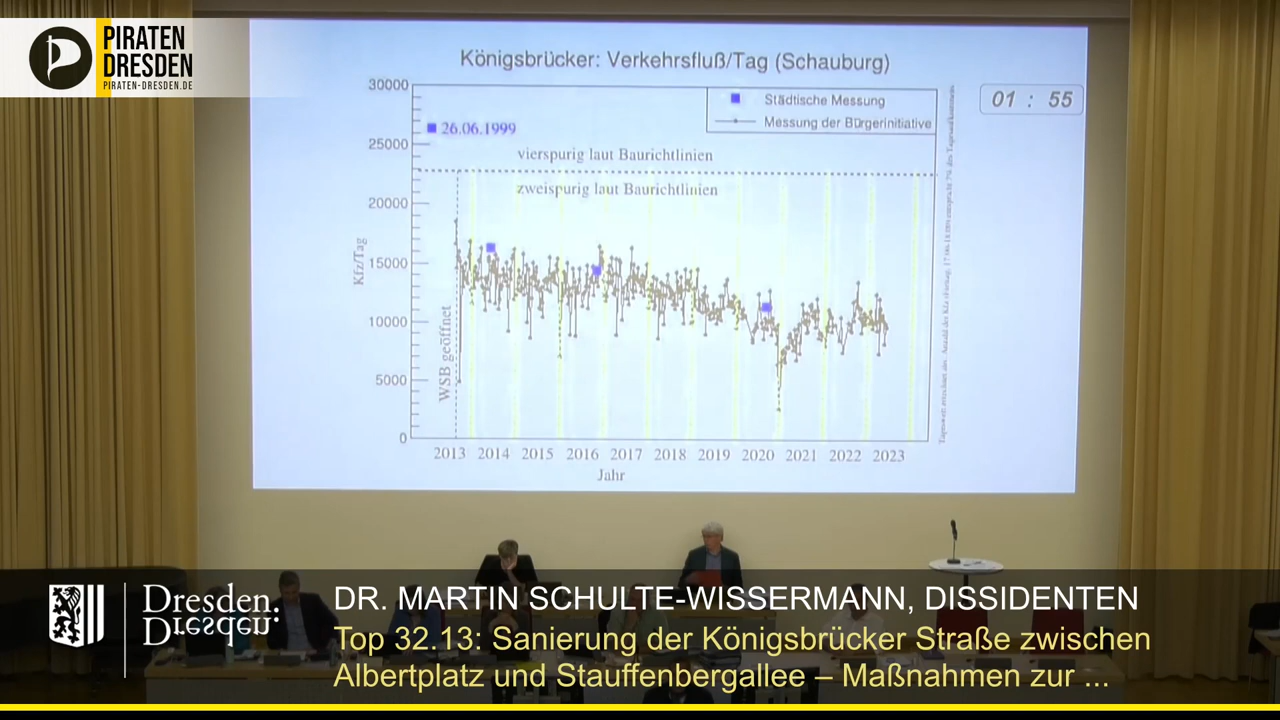 PIRATEN
DRESDEN
PIRATEN-DRESDEN.DE
Königsbrücker: Verkehrsfluß/Tag (Schauburg)
01 : 55
Städtische Messung
Messung der Bürgerinitiative
26.06.1999
vierspurig laut Baurichtlinien
zweispurig laut Baurichtlinien
30000
25000
20000
15000
10000
5000
0
Kfz/Tag
WSB geöffnet
2013 2014 2015 2016 2017 2018 2019 2020 2021 2022 2023
Jahr
Dresden.
Dresden.
DR. MARTIN SCHULTE-WISSERMANN, DISSIDENTEN
Top 32.13: Sanierung der Königsbrücker Straße zwischen
Albertplatz und Stauffenbergallee – Maßnahmen zur ...